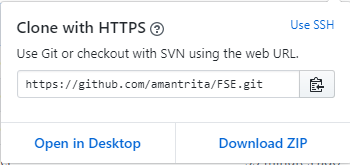 Clone with HTTPS ?
Use SSH
Use Git or checkout with SVN using the web URL.
https://github.com/amantrita/FSE.git
Open in Desktop
Download ZIP